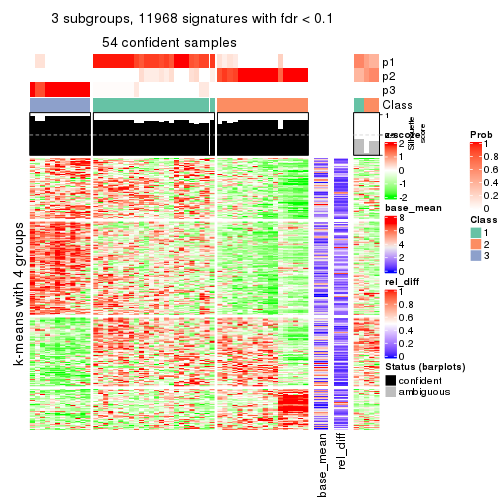 3 subgroups, 11968 signatures with fdr < 0.1
54 confident samples
p1
p2
p3
Class
1
Silhouette
score
k-means with 4 groups
base_mean
rel_diff
z-score
2
1
0
-1
-2
base_mean
8
6
4
2
0
rel_diff
1
0.8
0.6
0.4
0.2
0
Status (barplots)
confident
ambiguous
Prob
1
0.8
0.6
0.4
0.2
0
Class
1
2
3